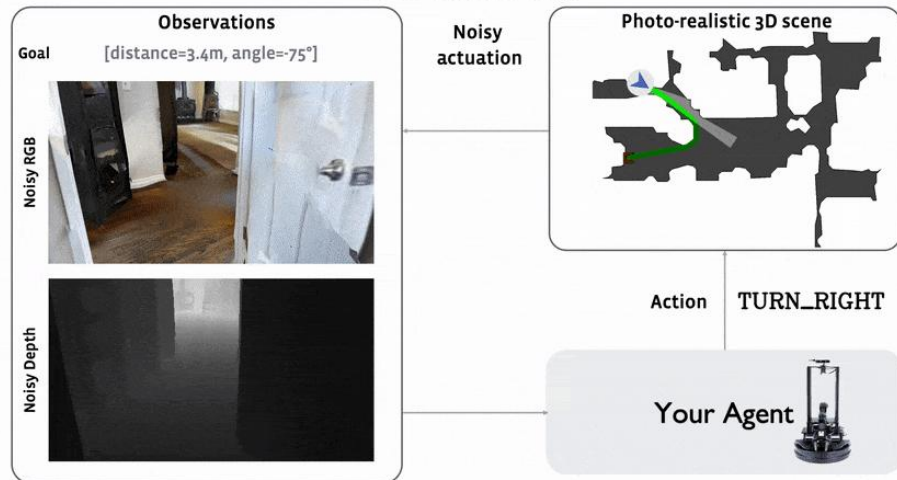 Observations
Goal
[distance=3.4m, angle=-75°]
Noisy RGB
Noisy Depth
Noisy
actuation
Photo-realistic 3D scene
Action
TURN_RIGHT
Your Agent